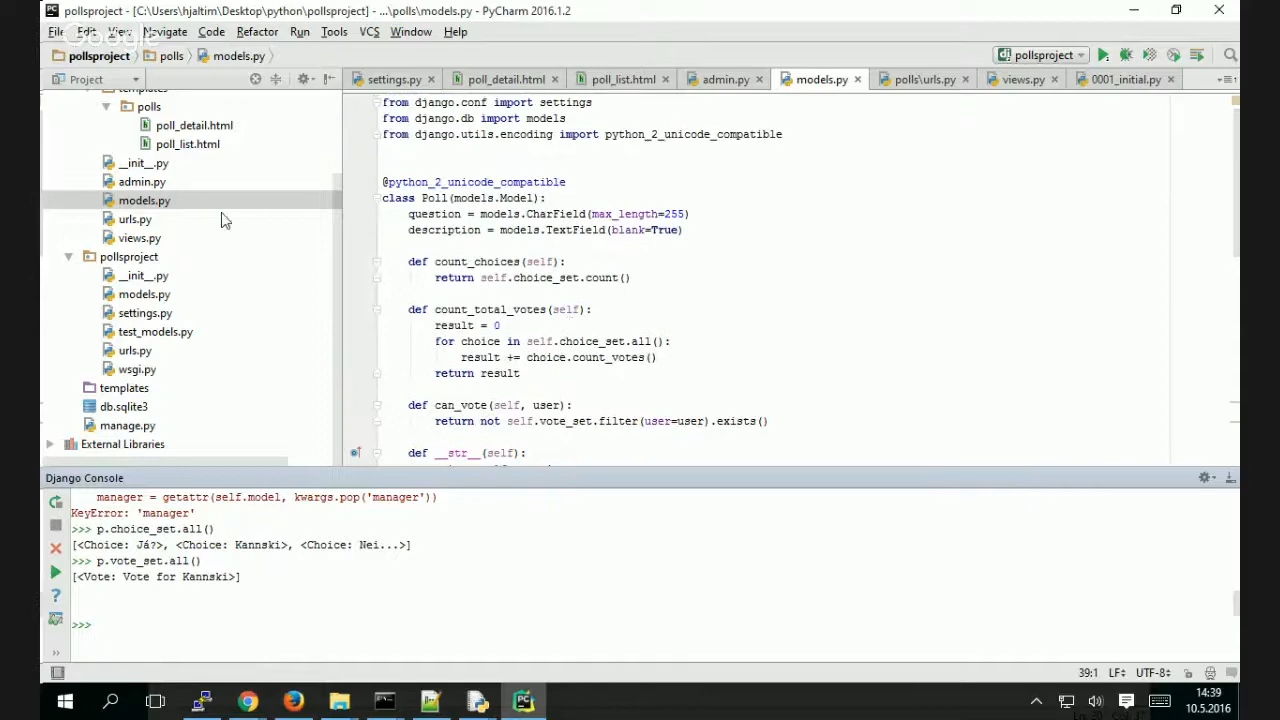 pollsproject - [C:\Users\hjaltim\Desktop\python\pollsproject] - ...\polls\models.py - PyCharm 2016.1.2
File Edit View Navigate Code Refactor Run Tools VCS Window Help
Google
pollsproject polls models.py
pollsproject
Project
settings.py poll_detail.html poll_list.html admin.py models.py polls\urls.py views.py 0001_initial.py
templates
polls
poll_detail.html
poll_list.html
__init__.py
admin.py
models.py
urls.py
views.py
pollsproject
__init__.py
models.py
settings.py
test_models.py
urls.py
wsgi.py
templates
db.sqlite3
manage.py
External Libraries
from django.conf import settings
from django.db import models
from django.utils.encoding import python_2_unicode_compatible
@python_2_unicode_compatible
class Poll(models.Model):
question = models.CharField(max_length=255)
description = models.TextField(blank=True)
def count_choices(self):
return self.choice_set.count()
def count_total_votes(self):
result = 0
for choice in self.choice_set.all():
result += choice.count_votes()
return result
def can_vote(self, user):
return not self.vote_set.filter(user=user).exists()
def __str__(self):
Django Console
manager = getattr(self.model, kwargs.pop('manager'))
KeyError: 'manager'
>>> p.choice_set.all()
[<Choice: Já?>, <Choice: Kannski>, <Choice: Nei...>]
>>> p.vote_set.all()
[<Vote: Vote for Kannski>]
>>>
39:1 LF UTF-8
14:39
10.5.2016